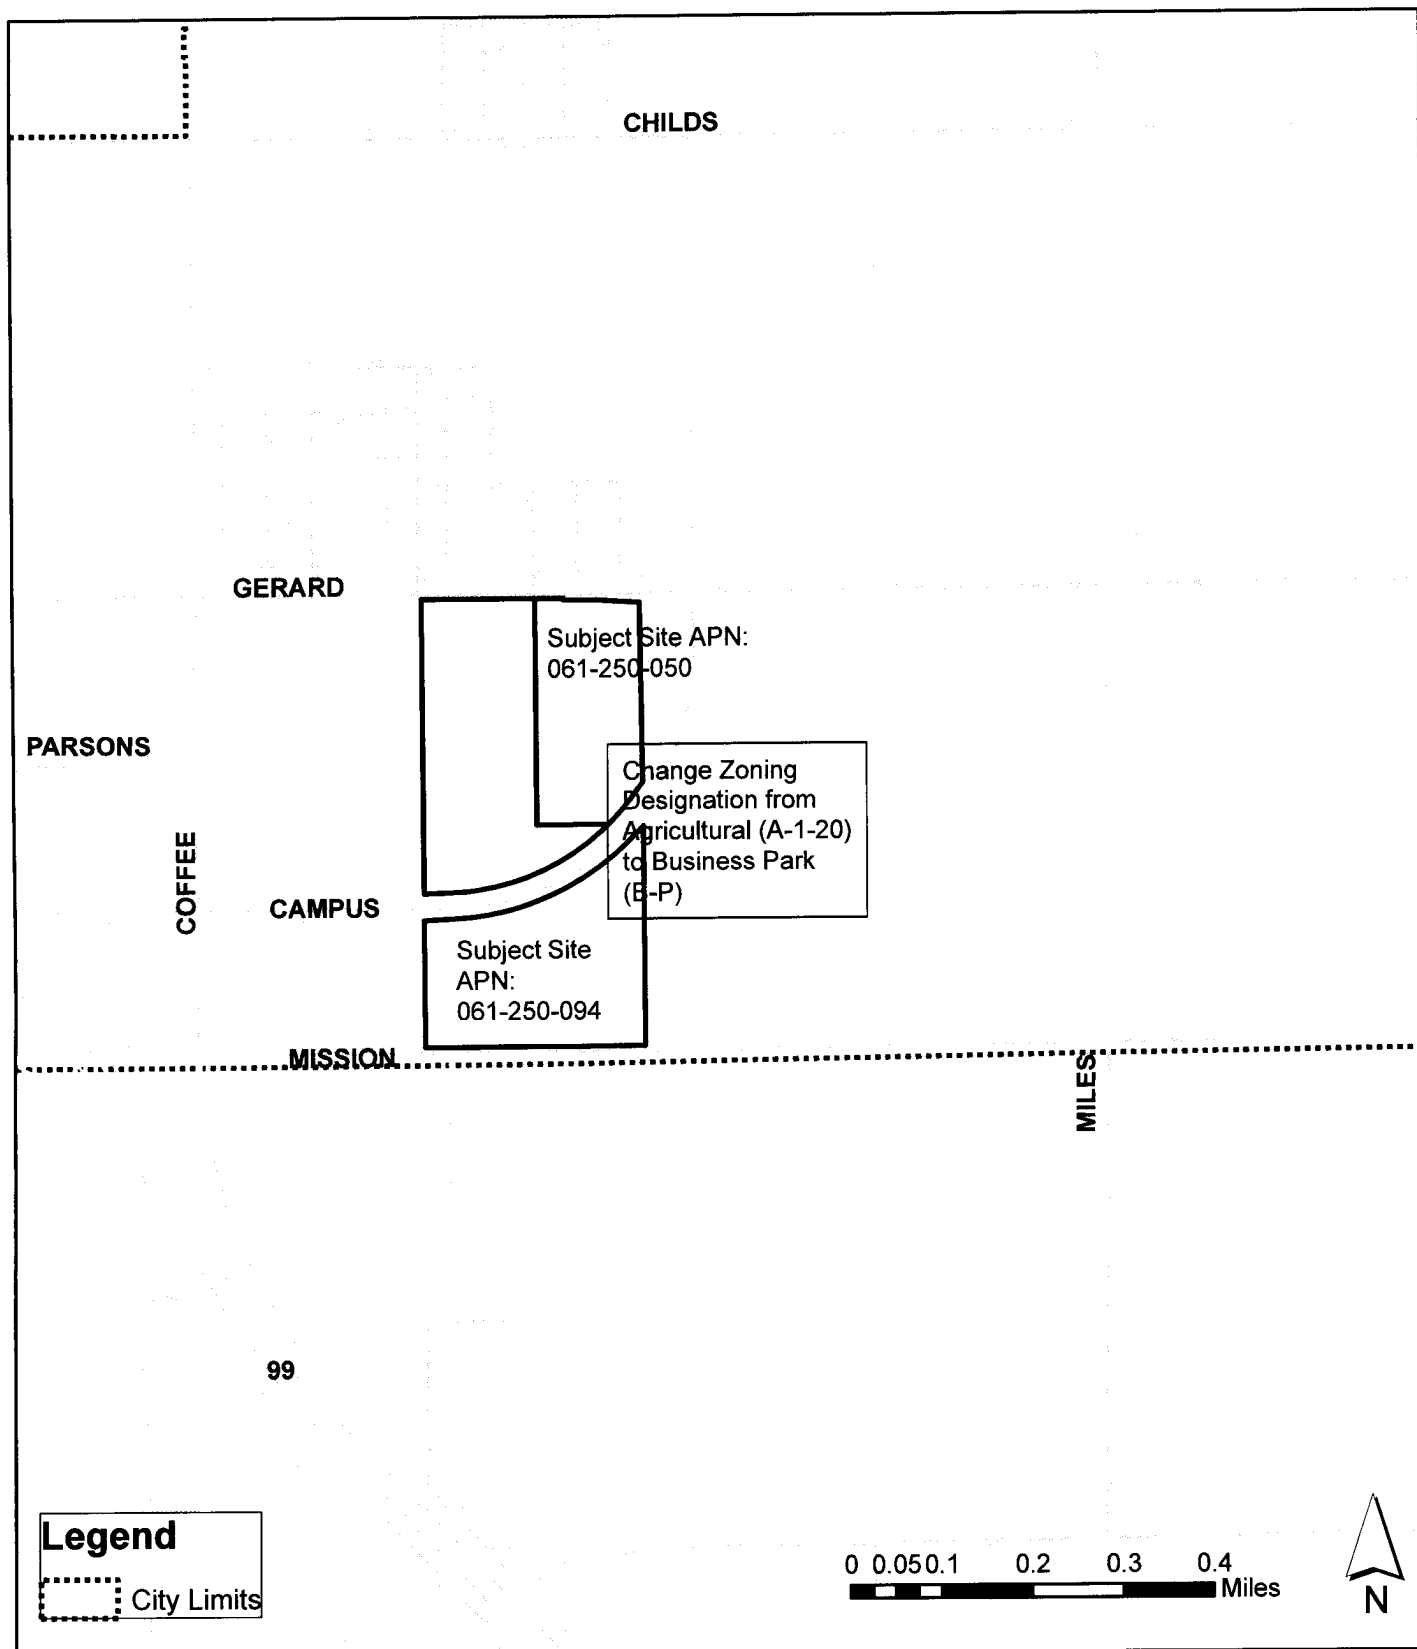 CHILDS
GERARD
Subject Site APN:
061-250-050
PARSONS
Change Zoning
Designation from
Agricultural (A-1-20)
to Business Park
(B-P)
COFFEE
CAMPUS
Subject Site
APN:
061-250-094
MISSION
MILES
99
Legend
City Limits
0 0.05 0.1 0.2 0.3 0.4
Miles
N